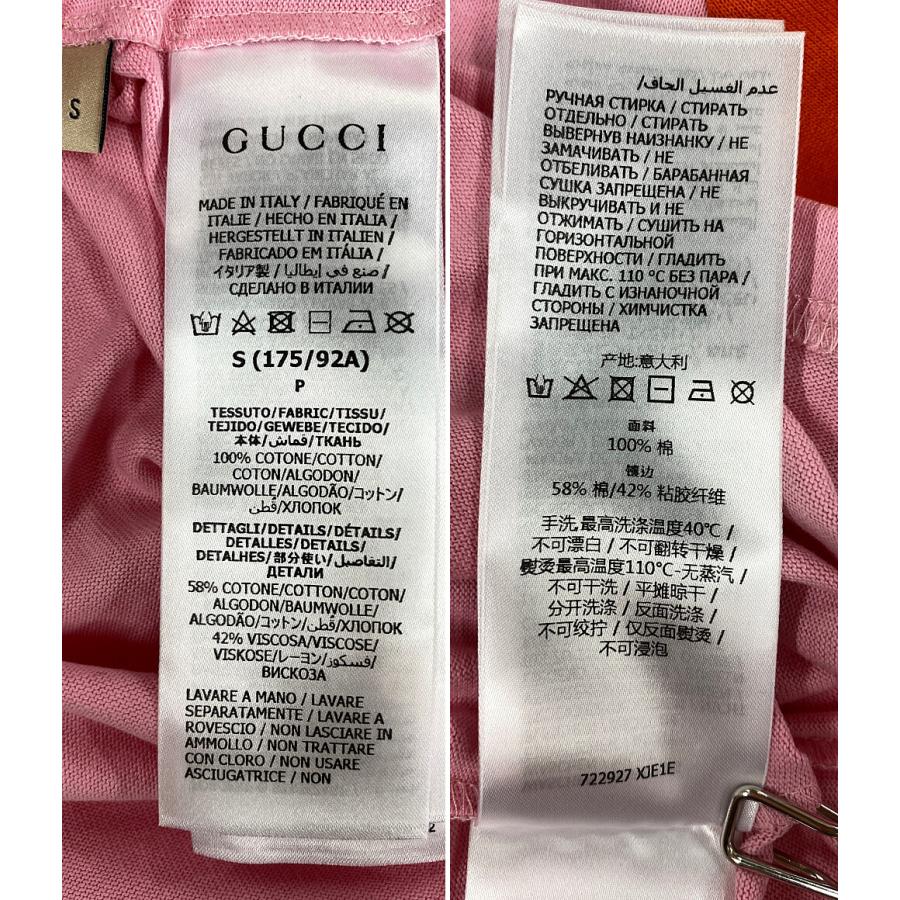 S
GUCCI
MADE IN ITALY / FABRIQUÉ EN
ITALIE / HECHO EN ITALIA /
HERGESTELLT IN ITALIEN /
FABRICADO EM ITÁLIA /
イタリア製 / صنع في إيطاليا /
СДЕЛАНО В ИТАЛИИ
S (175/92A)
P
TESSUTO/FABRIC/TISSU/
TEJIDO/GEWEBE/TECIDO/
本体/قماش/ТКАНЬ
100% COTONE/COTTON/
COTON/ALGODON/
BAUMWOLLE/ALGODÃO/コットン/
قطن/ХЛОПОК
DETTAGLI/DETAILS/DÉTAILS/
DETALLES/DETAILS/
DETALHES/部分使い/التفاصيل/
ДЕТАЛИ
58% COTONE/COTTON/COTON/
ALGODON/BAUMWOLLE/
ALGODÃO/コットン/قطن/ХЛОПОК
42% VISCOSA/VISCOSE/
VISKOSE/レーヨン/فسكوز/
ВИСКОЗА
LAVARE A MANO / LAVARE
SEPARATAMENTE / LAVARE A
ROVESCIO / NON LASCIARE IN
AMMOLLO / NON TRATTARE
CON CLORO / NON USARE
ASCIUGATRICE / NON
2
عدم الغسيل الجاف/
РУЧНАЯ СТИРКА / СТИРАТЬ
ОТДЕЛЬНО / СТИРАТЬ
ВЫВЕРНУВ НАИЗНАНКУ / НЕ
ЗАМАЧИВАТЬ / НЕ
ОТБЕЛИВАТЬ / БАРАБАННАЯ
СУШКА ЗАПРЕЩЕНА / НЕ
ВЫКРУЧИВАТЬ И НЕ
ОТЖИМАТЬ / СУШИТЬ НА
ГОРИЗОНТАЛЬНОЙ
ПОВЕРХНОСТИ / ГЛАДИТЬ
ПРИ МАКС. 110 °C БЕЗ ПАРА /
ГЛАДИТЬ С ИЗНАНОЧНОЙ
СТОРОНЫ / ХИМЧИСТКА
ЗАПРЕЩЕНА
产地:意大利
面料
100% 棉
镶边
58% 棉/42% 粘胶纤维
手洗,最高洗涤温度40℃/
不可漂白 / 不可翻转干燥 /
熨烫最高温度110℃-无蒸汽 /
不可干洗 / 平摊晾干 /
分开洗涤 / 反面洗涤 /
不可绞拧 / 仅反面熨烫 /
不可浸泡
722927 XJE1E